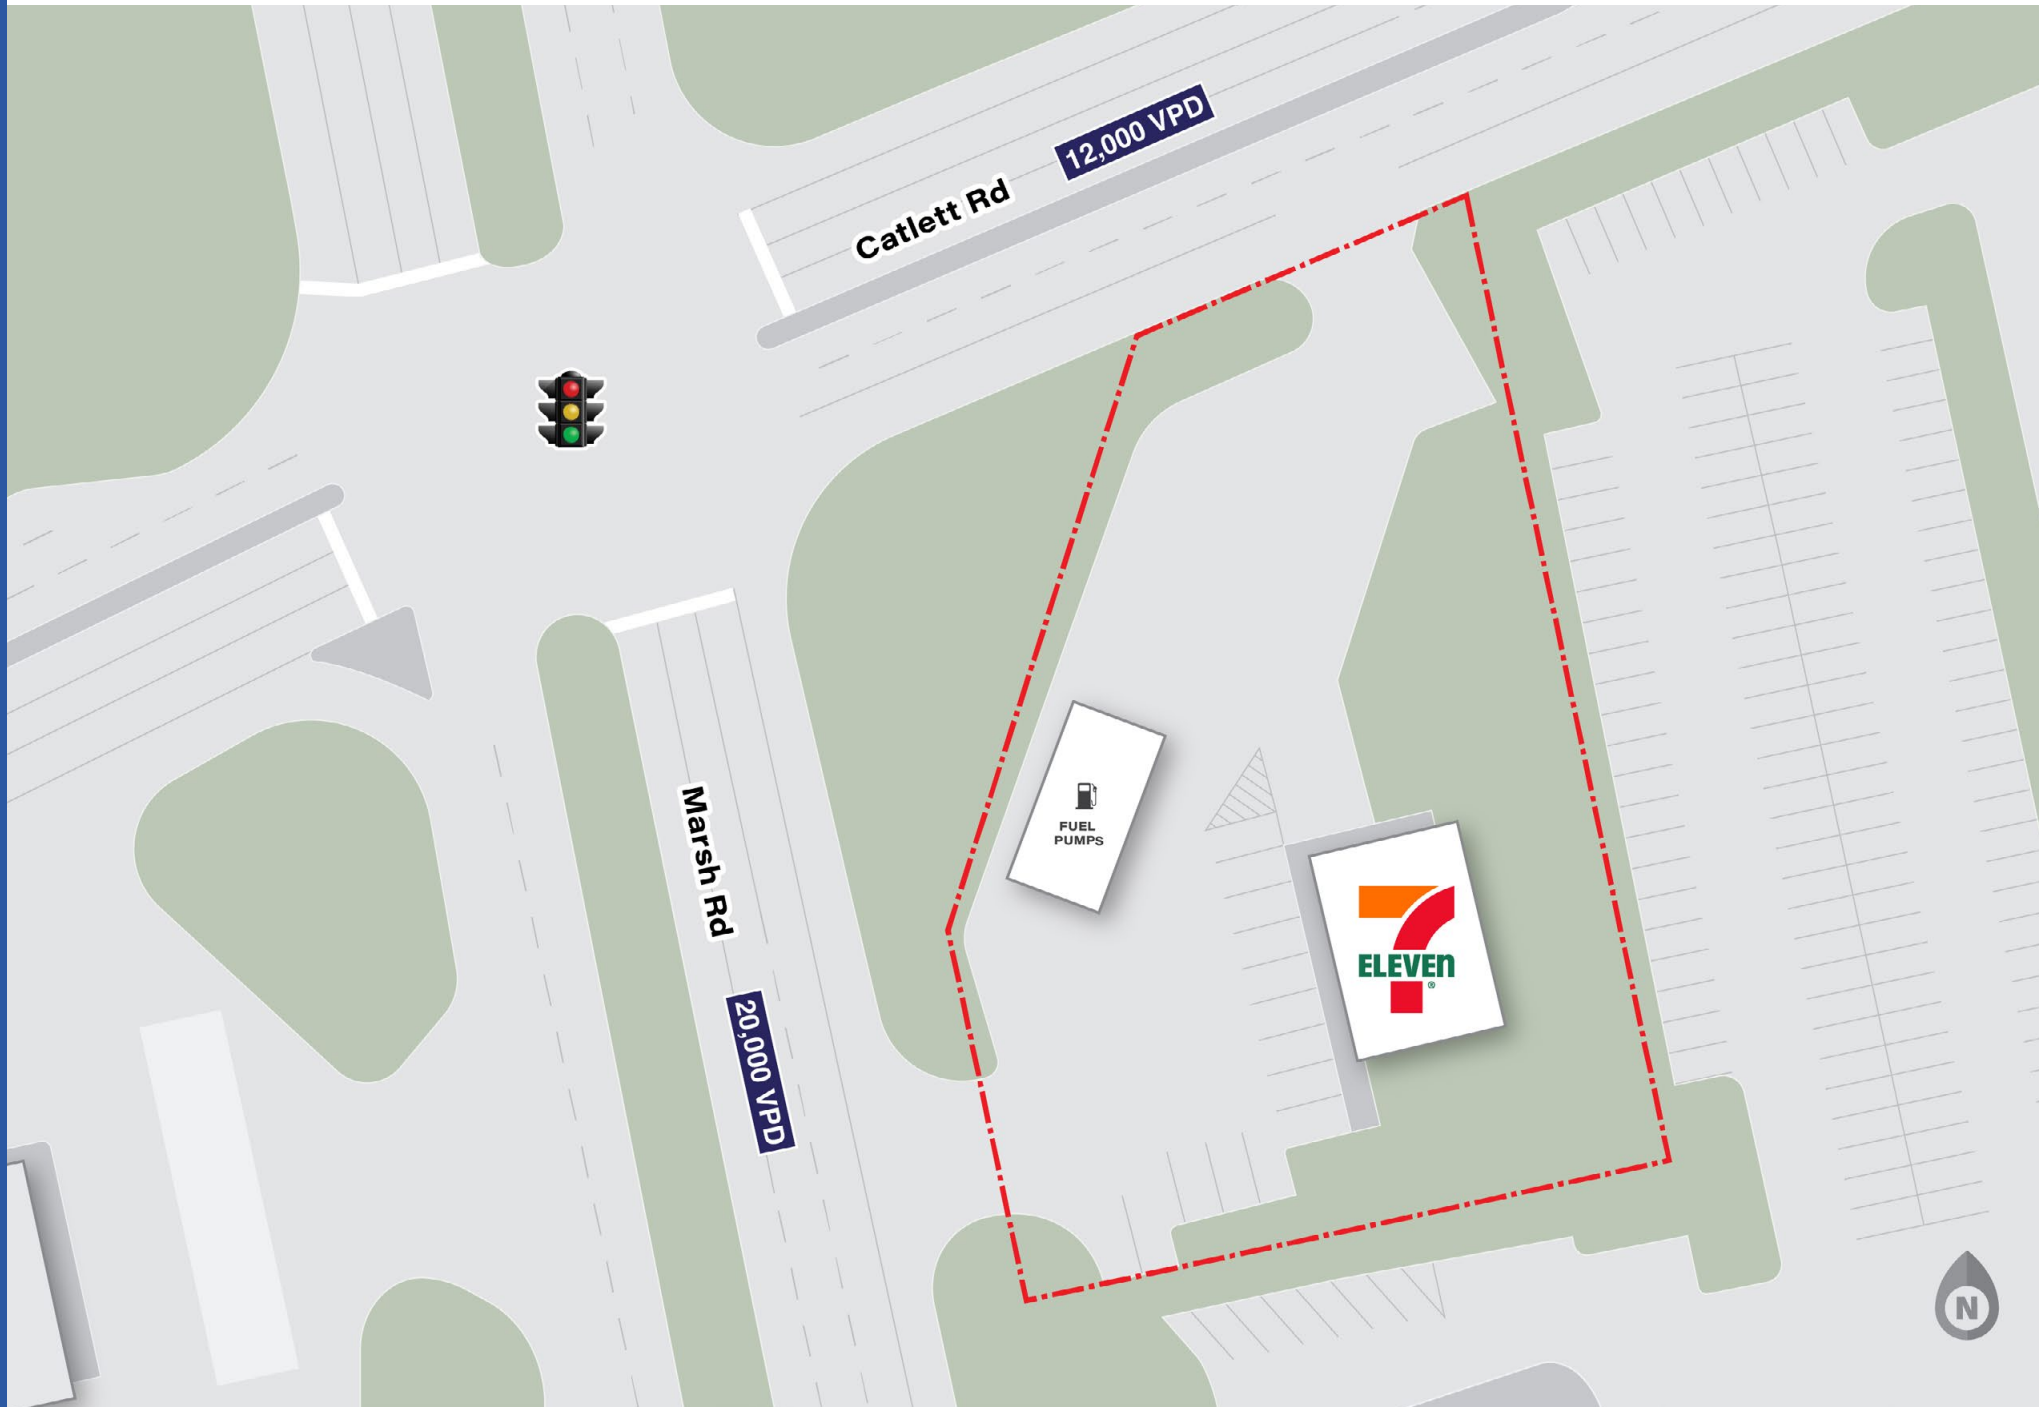 12,000 VPD
Catlett Rd
Marsh Rd
20,000 VPD
FUEL
PUMPS
7
ELEVEn
®
N